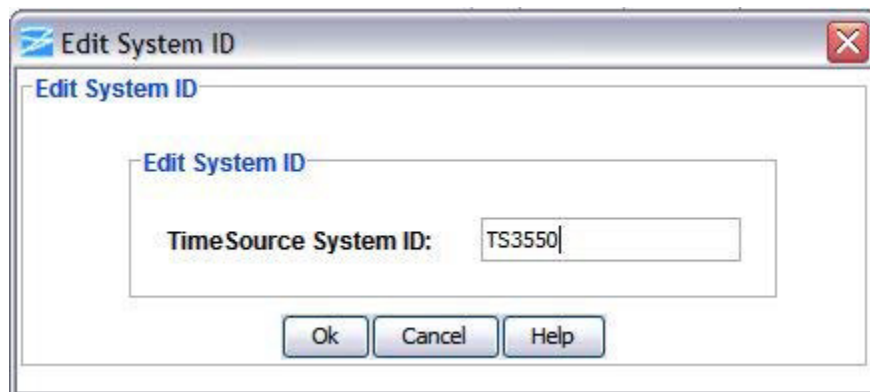 Edit System ID
Edit System ID
Edit System ID
TimeSource System ID: TS3550
Ok Cancel Help